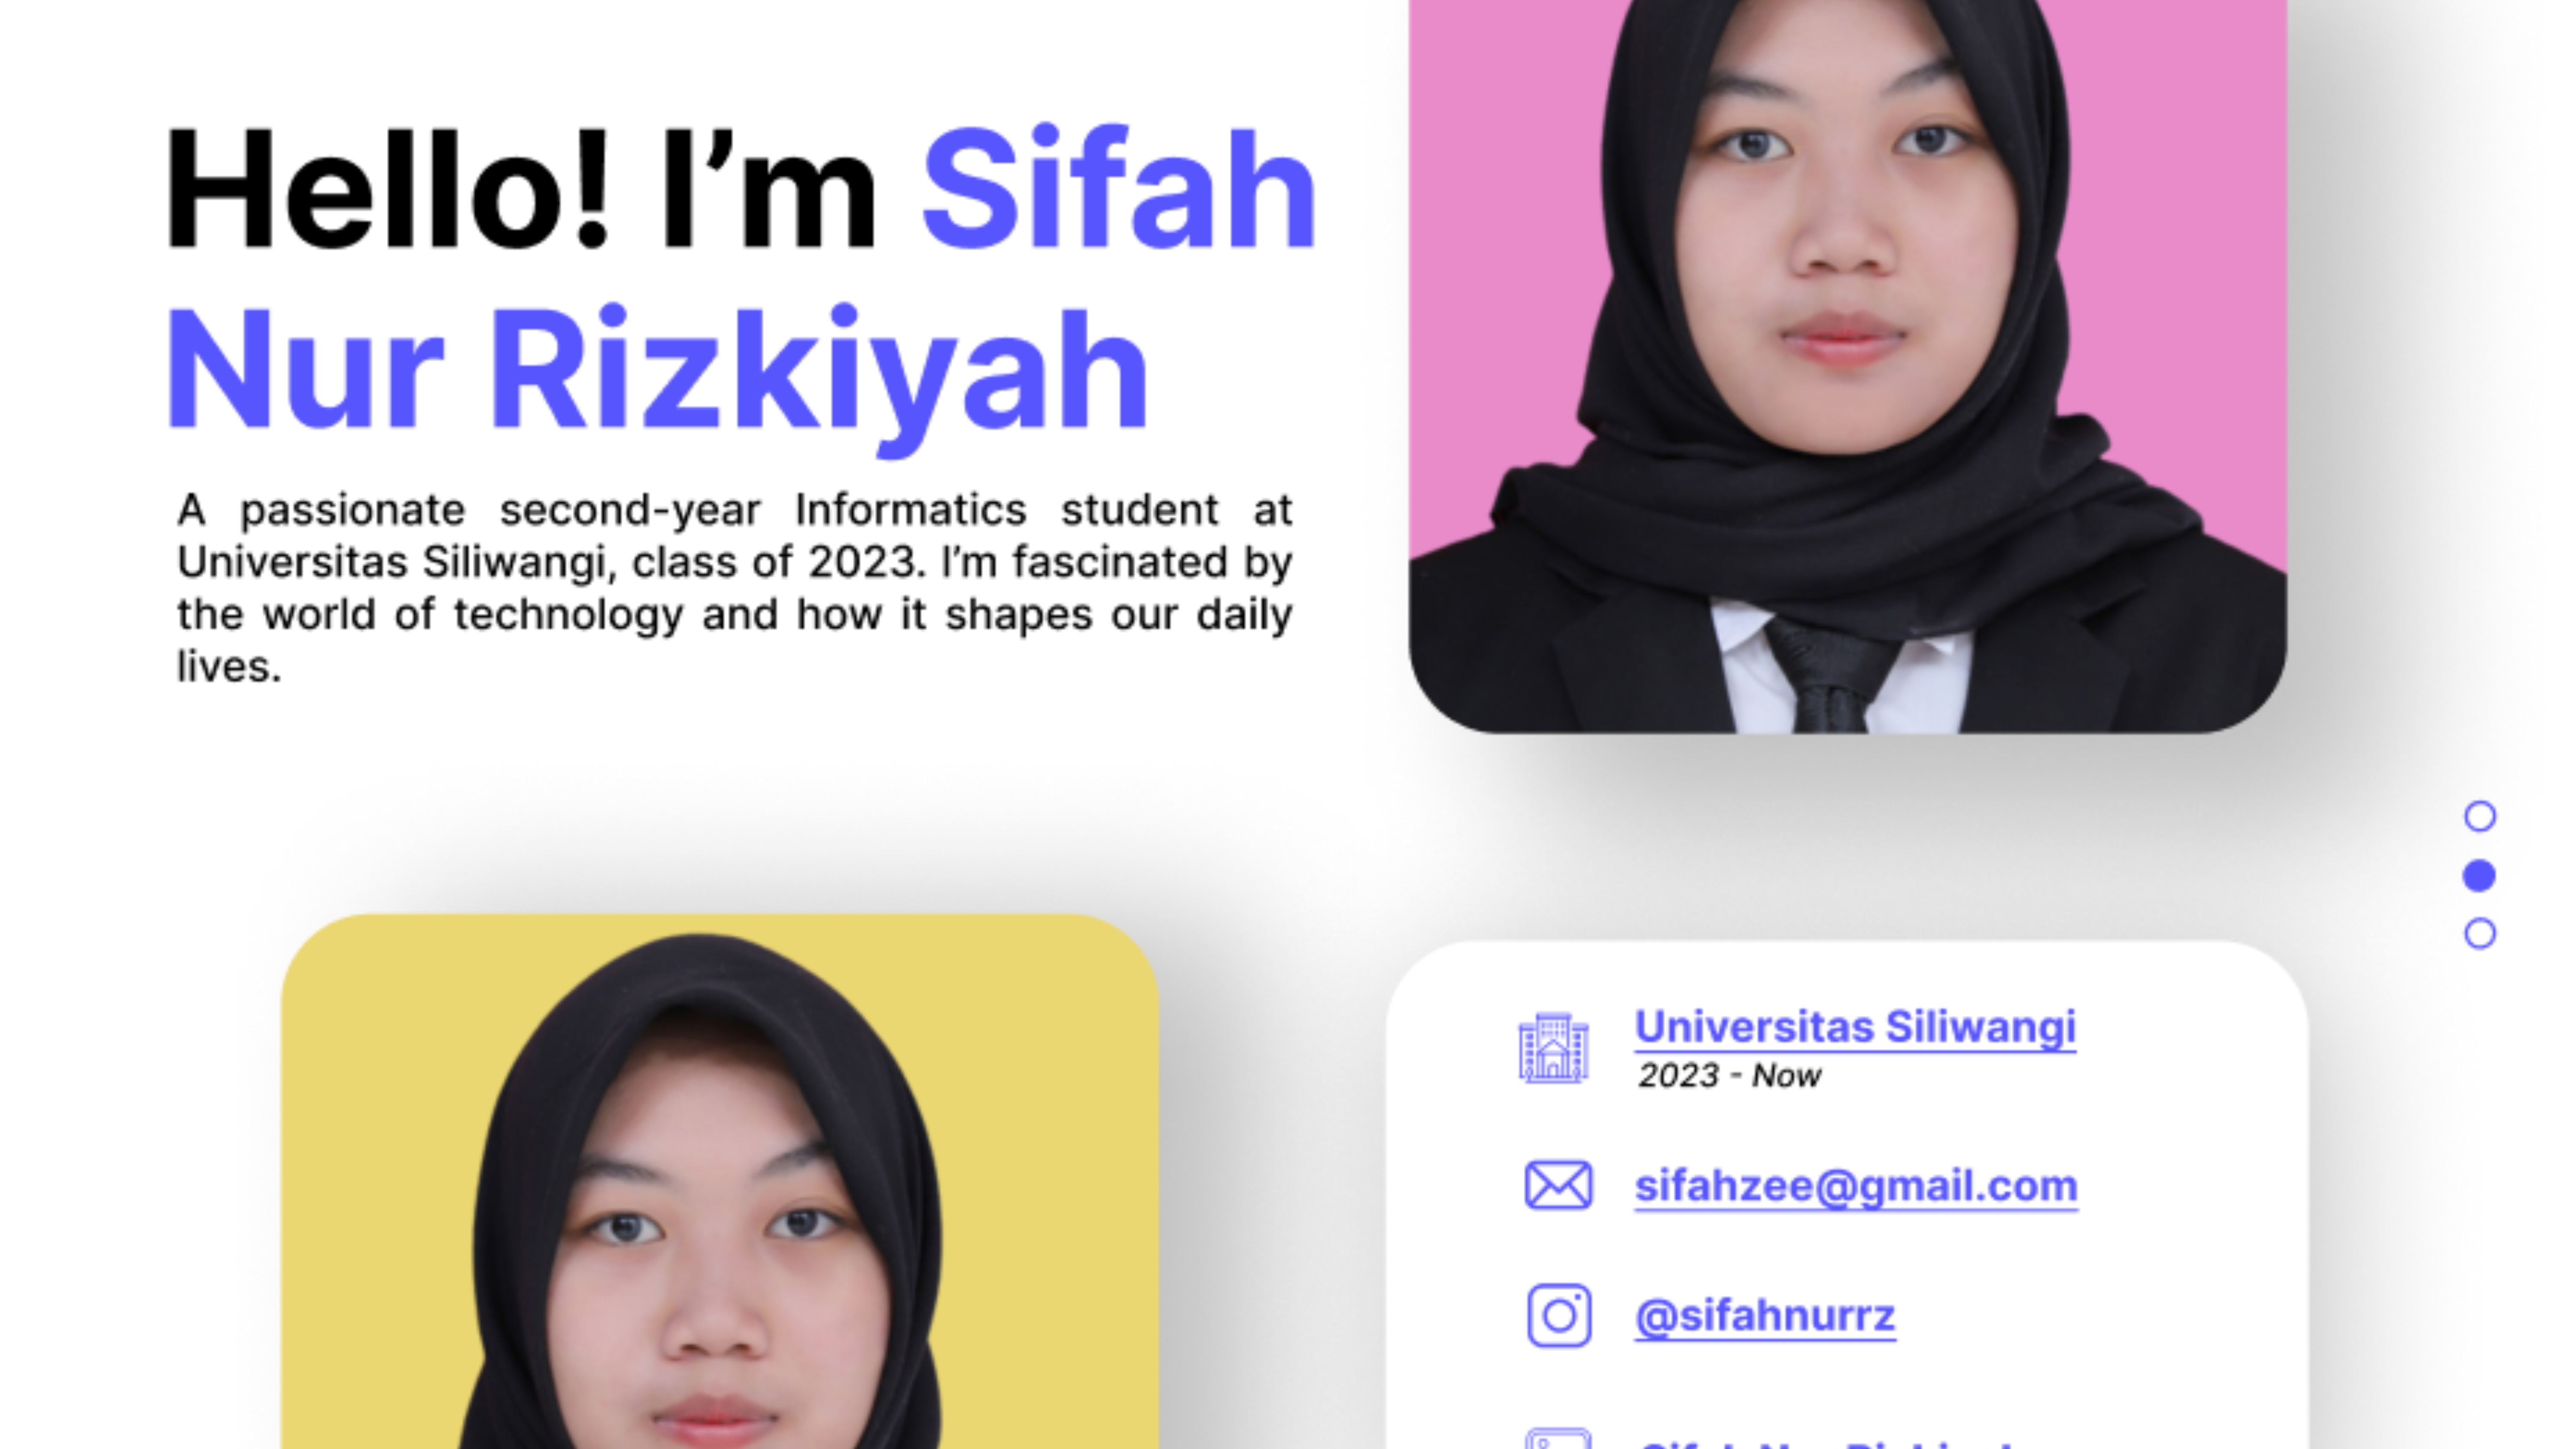 Hello! I’m Sifah
Nur Rizkiyah
A passionate second-year Informatics student at
Universitas Siliwangi, class of 2023. I’m fascinated by
the world of technology and how it shapes our daily
lives.
Universitas Siliwangi
2023 - Now
sifahzee@gmail.com
@sifahnurrz